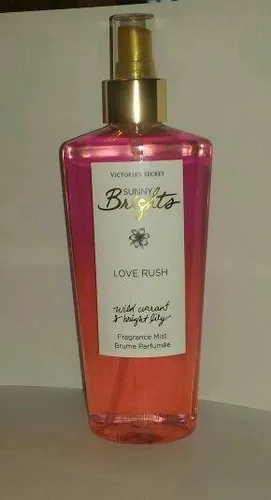 VICTORIA'S SECRET
SUNNY
Brights
LOVE RUSH
wild currant
& bright lily
Fragrance Mist
Brume Parfumée